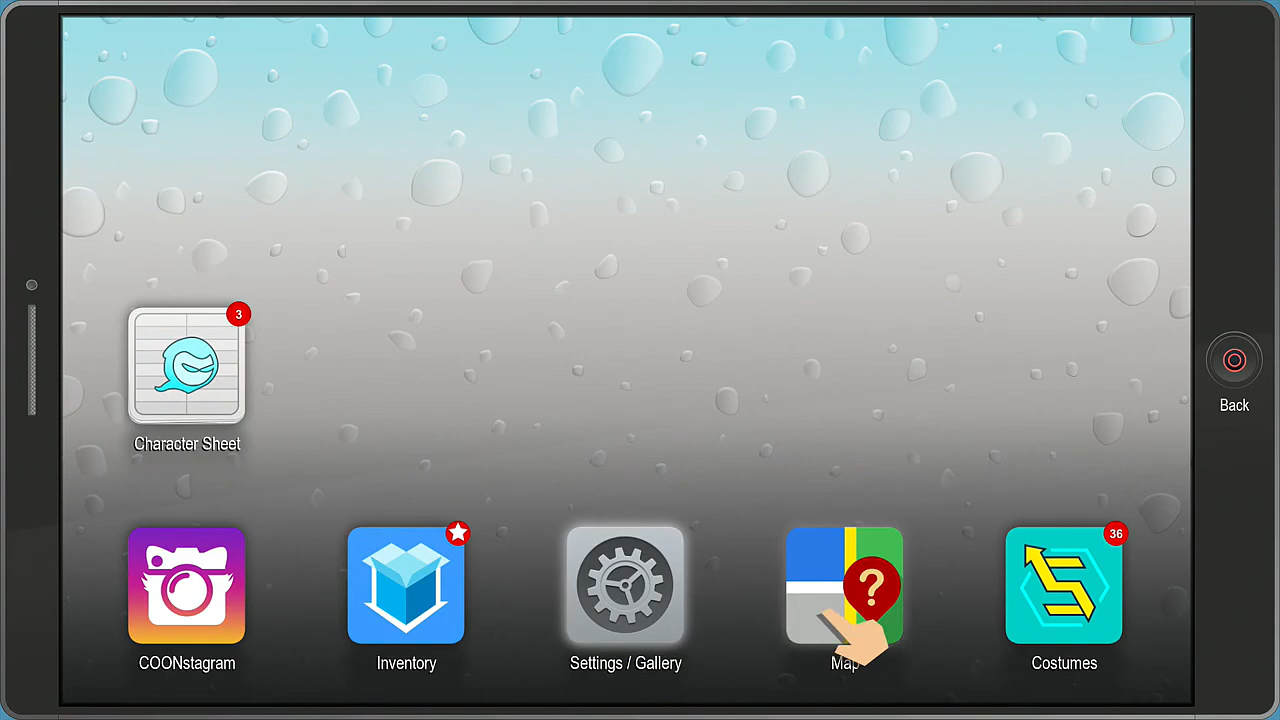 3
Character Sheet
Back
36
?
COONstagram
Inventory
Settings / Gallery
Map
Costumes